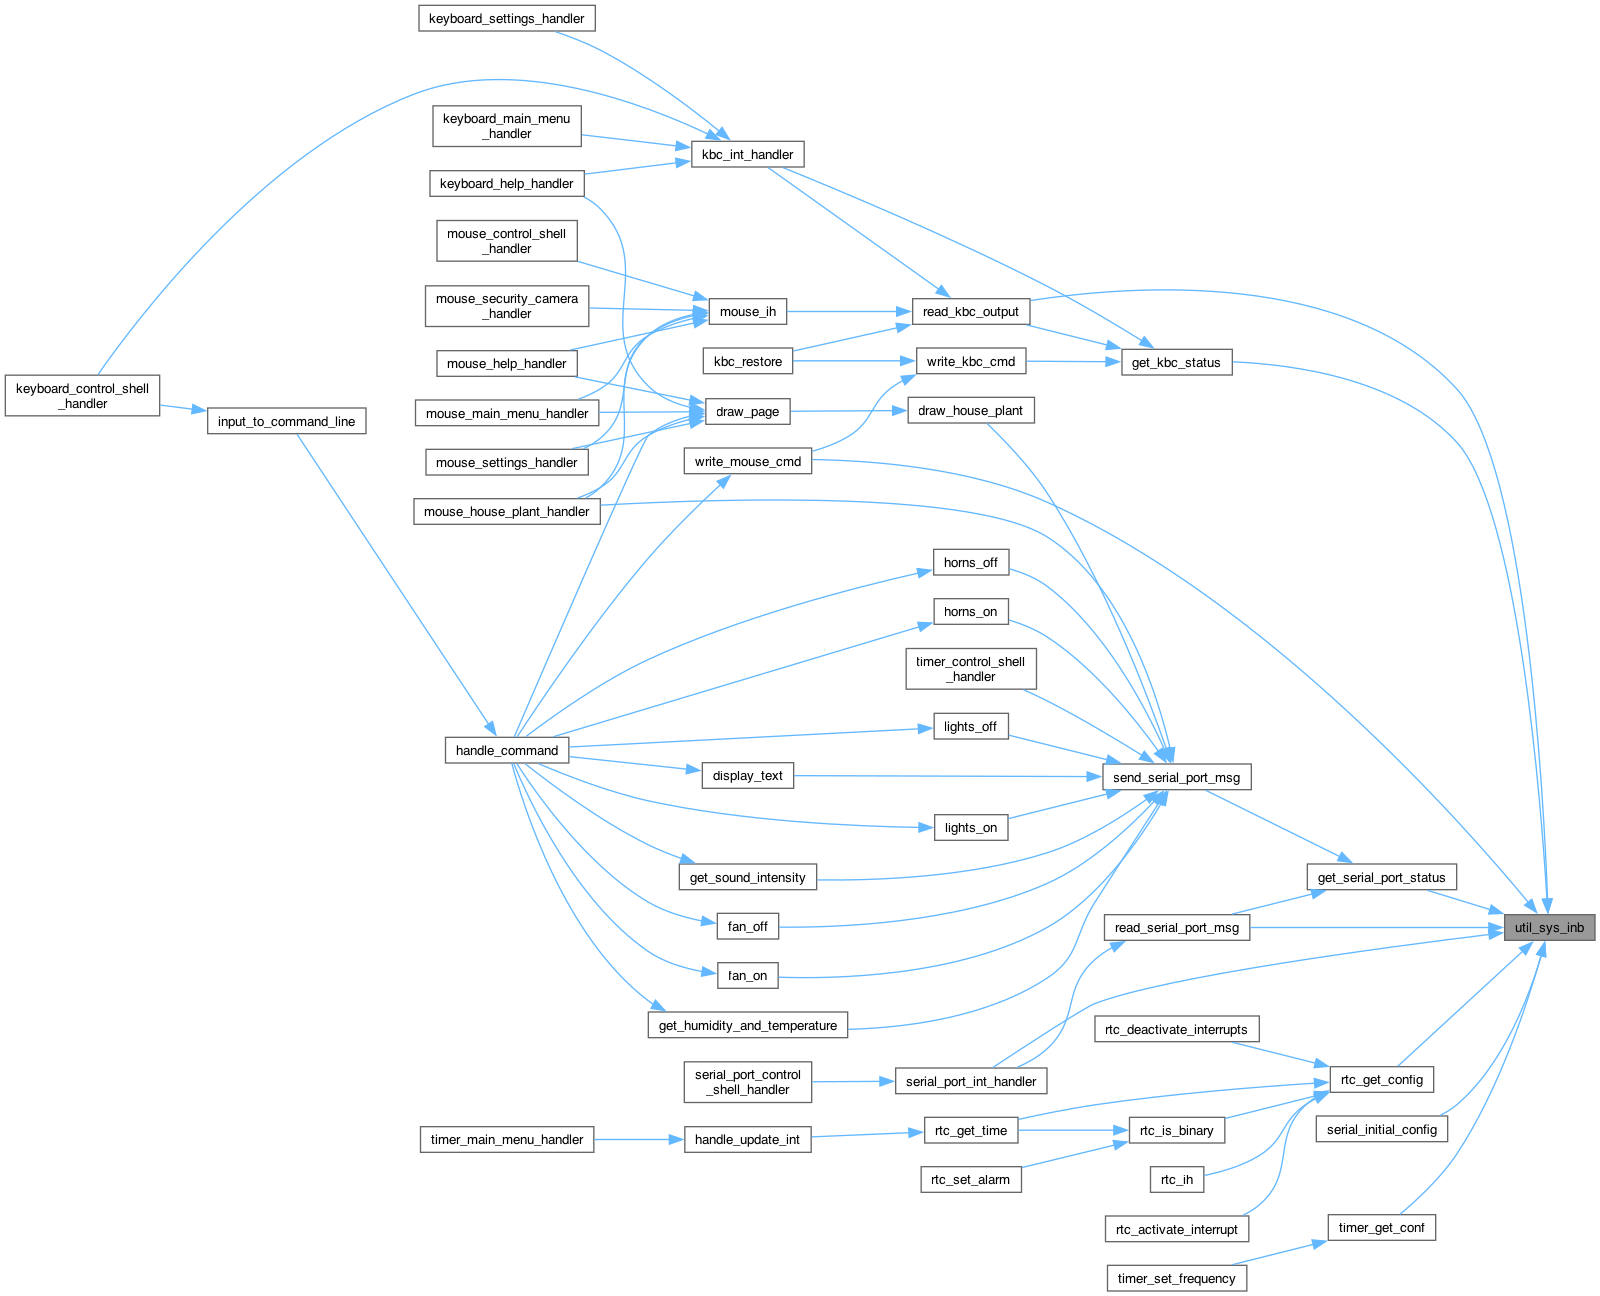 keyboard_settings_handler
keyboard_main_menu
_handler
kbc_int_handler
keyboard_help_handler
mouse_control_shell
_handler
mouse_security_camera
_handler
mouse_ih
read_kbc_output
mouse_help_handler
kbc_restore
write_kbc_cmd
get_kbc_status
keyboard_control_shell
_handler
input_to_command_line
mouse_main_menu_handler
draw_page
draw_house_plant
mouse_settings_handler
write_mouse_cmd
mouse_house_plant_handler
horns_off
horns_on
timer_control_shell
_handler
lights_off
handle_command
display_text
send_serial_port_msg
lights_on
get_sound_intensity
get_serial_port_status
fan_off
read_serial_port_msg
util_sys_inb
fan_on
get_humidity_and_temperature
rtc_deactivate_interrupts
serial_port_control
_shell_handler
serial_port_int_handler
rtc_get_config
timer_main_menu_handler
handle_update_int
rtc_get_time
rtc_is_binary
serial_initial_config
rtc_set_alarm
rtc_ih
rtc_activate_interrupt
timer_get_conf
timer_set_frequency